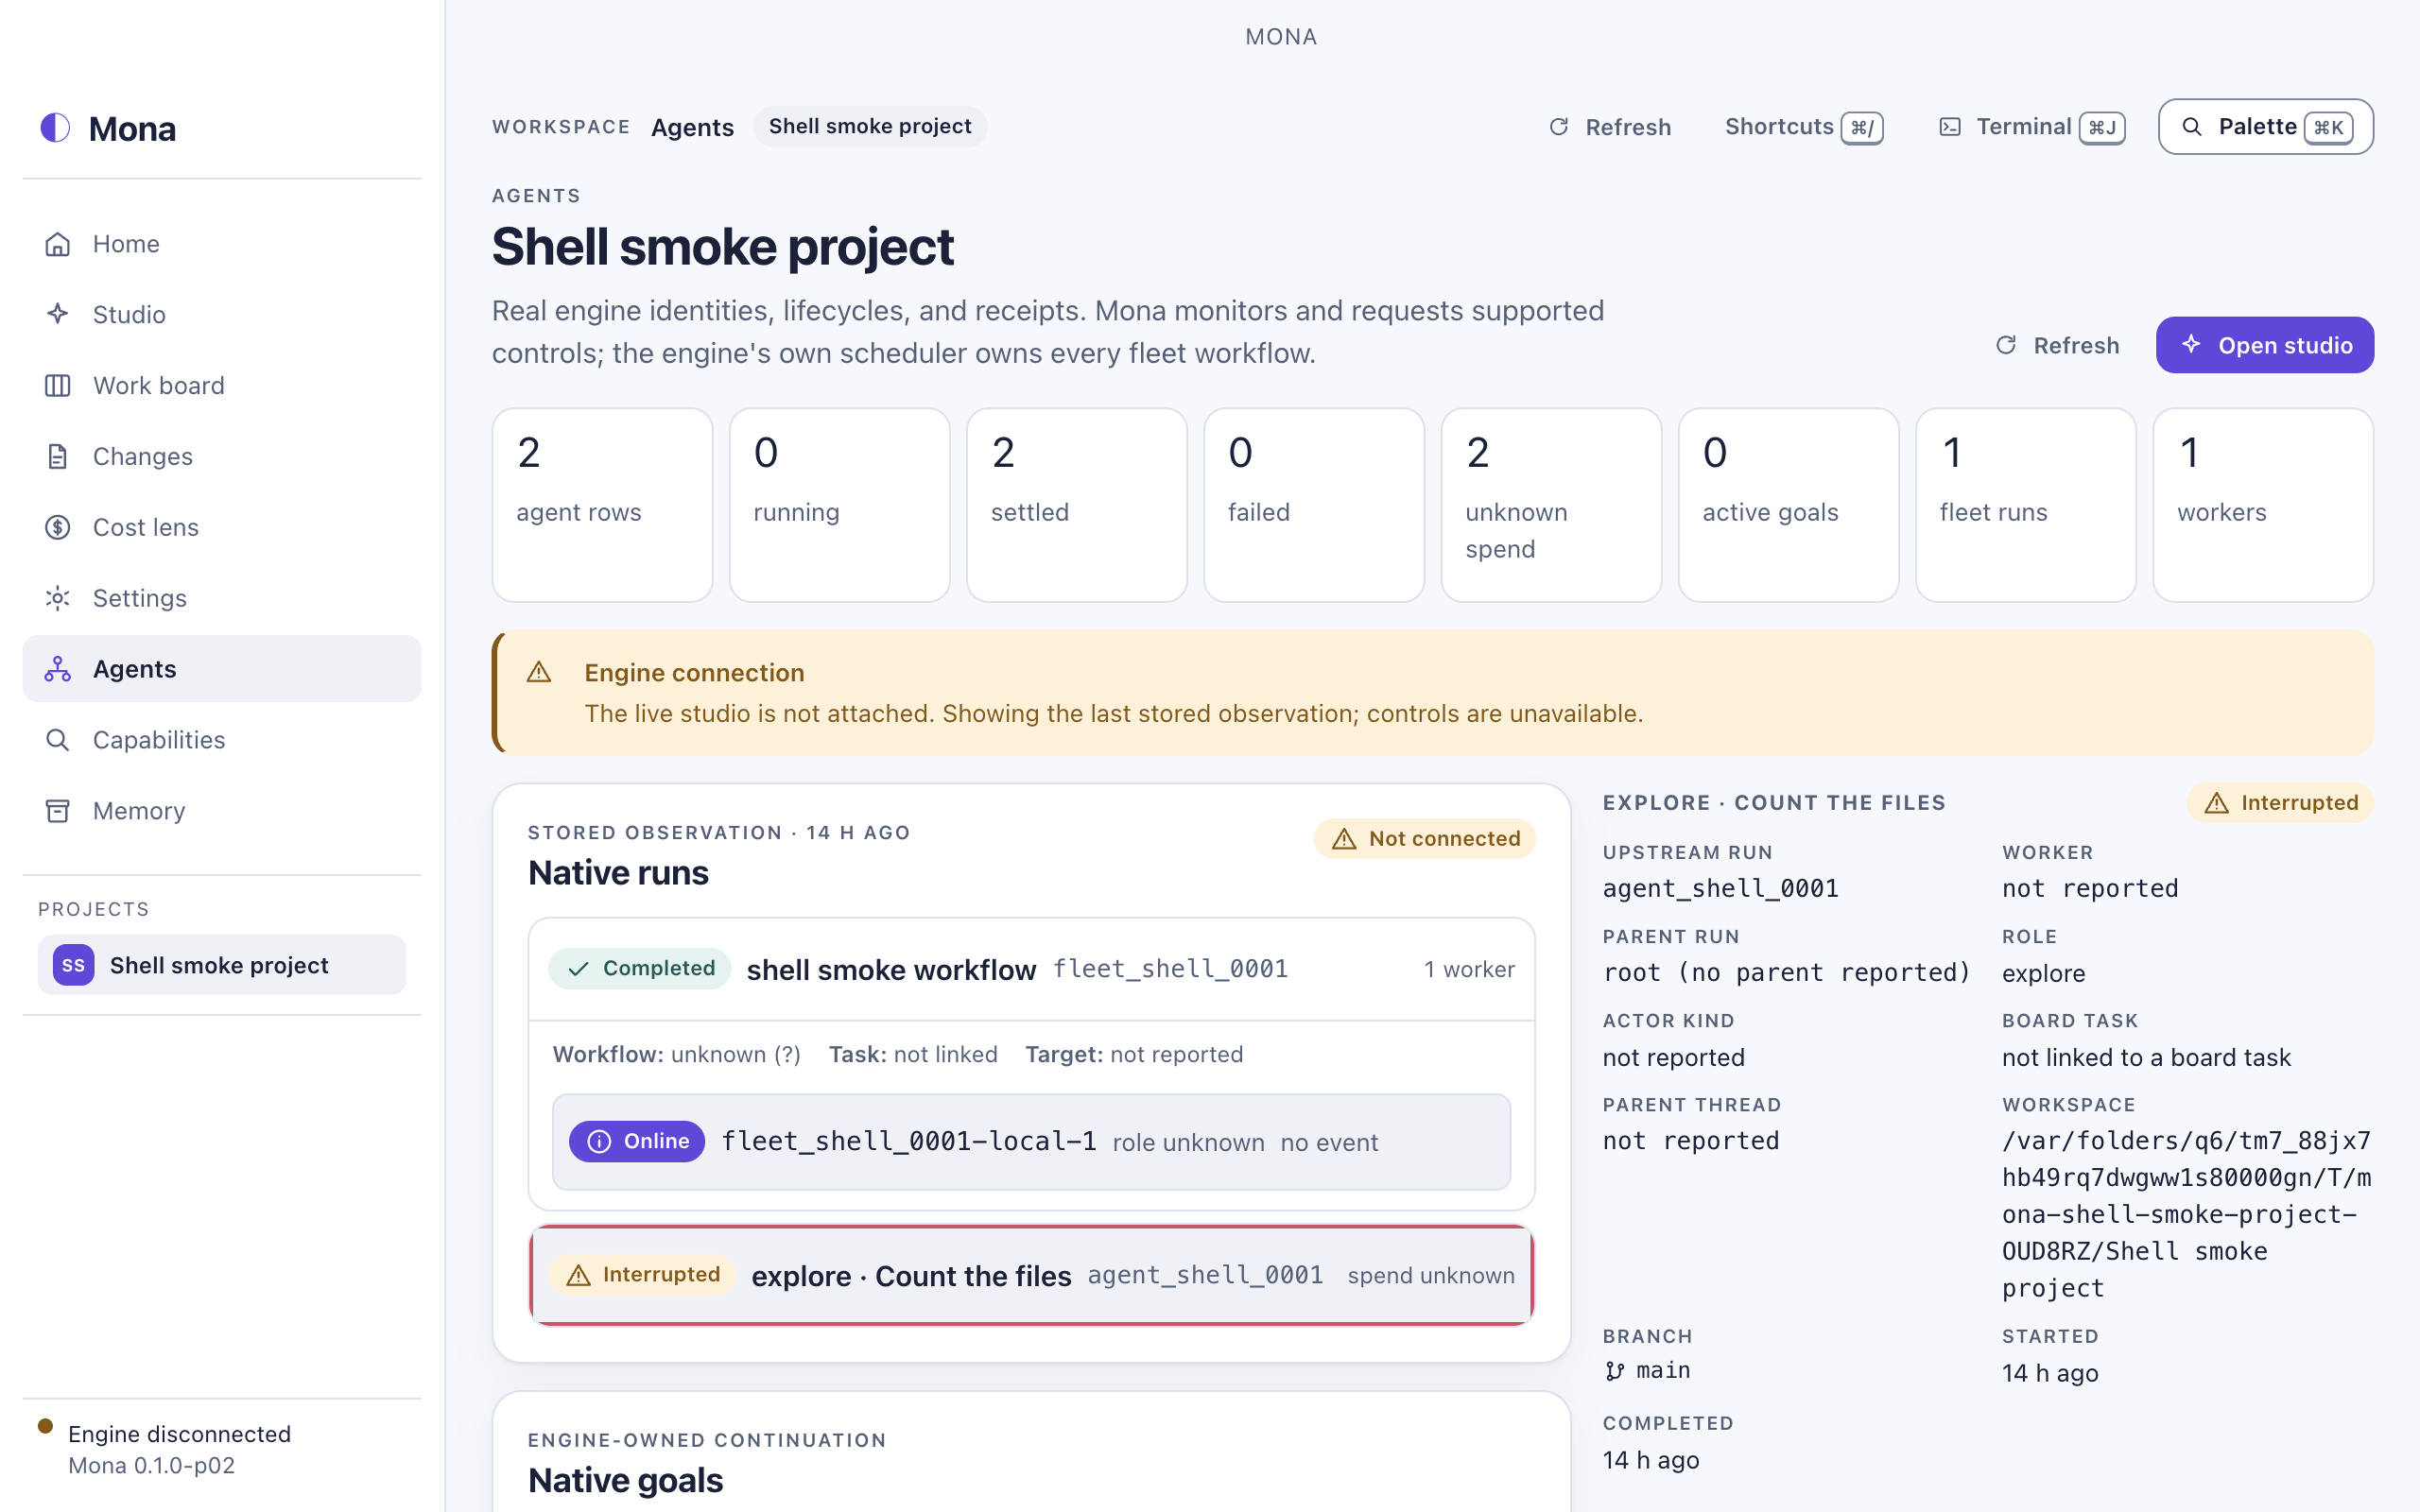 MONA
Mona
Home
Studio
Work board
Changes
Cost lens
Settings
Agents
Capabilities
Memory
PROJECTS
SS Shell smoke project
Engine disconnected
Mona 0.1.0-p02
WORKSPACE Agents Shell smoke project
Refresh Shortcuts ⌘/ Terminal ⌘J Palette ⌘K
AGENTS
Shell smoke project
Real engine identities, lifecycles, and receipts. Mona monitors and requests supported
controls; the engine's own scheduler owns every fleet workflow.
Refresh Open studio
2 agent rows
0 running
2 settled
0 failed
2 unknown
spend
0 active goals
1 fleet runs
1 workers
Engine connection
The live studio is not attached. Showing the last stored observation; controls are unavailable.
STORED OBSERVATION · 14 H AGO
Native runs
Not connected
Completed shell smoke workflow fleet_shell_0001 1 worker
Workflow: unknown (?) Task: not linked Target: not reported
Online fleet_shell_0001-local-1 role unknown no event
Interrupted explore · Count the files agent_shell_0001 spend unknown
ENGINE-OWNED CONTINUATION
Native goals
EXPLORE · COUNT THE FILES Interrupted
UPSTREAM RUN
agent_shell_0001
WORKER
not reported
PARENT RUN
root (no parent reported)
ROLE
explore
ACTOR KIND
not reported
BOARD TASK
not linked to a board task
PARENT THREAD
not reported
WORKSPACE
/var/folders/q6/tm7_88jx7
hb49rq7dwgww1s80000gn/T/m
ona-shell-smoke-project-
OUD8RZ/Shell smoke
project
BRANCH
main
STARTED
14 h ago
COMPLETED
14 h ago